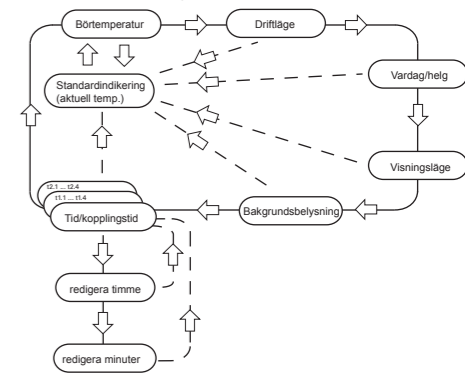 Börtemperatur
Driftläge
Standardindikering
(aktuell temp.)
Vardag/helg
Visningsläge
t2.1 ... t2.4
t1.1 ... t1.4
Tid/kopplingstid
Bakgrundsbelysning
redigera timme
redigera minuter